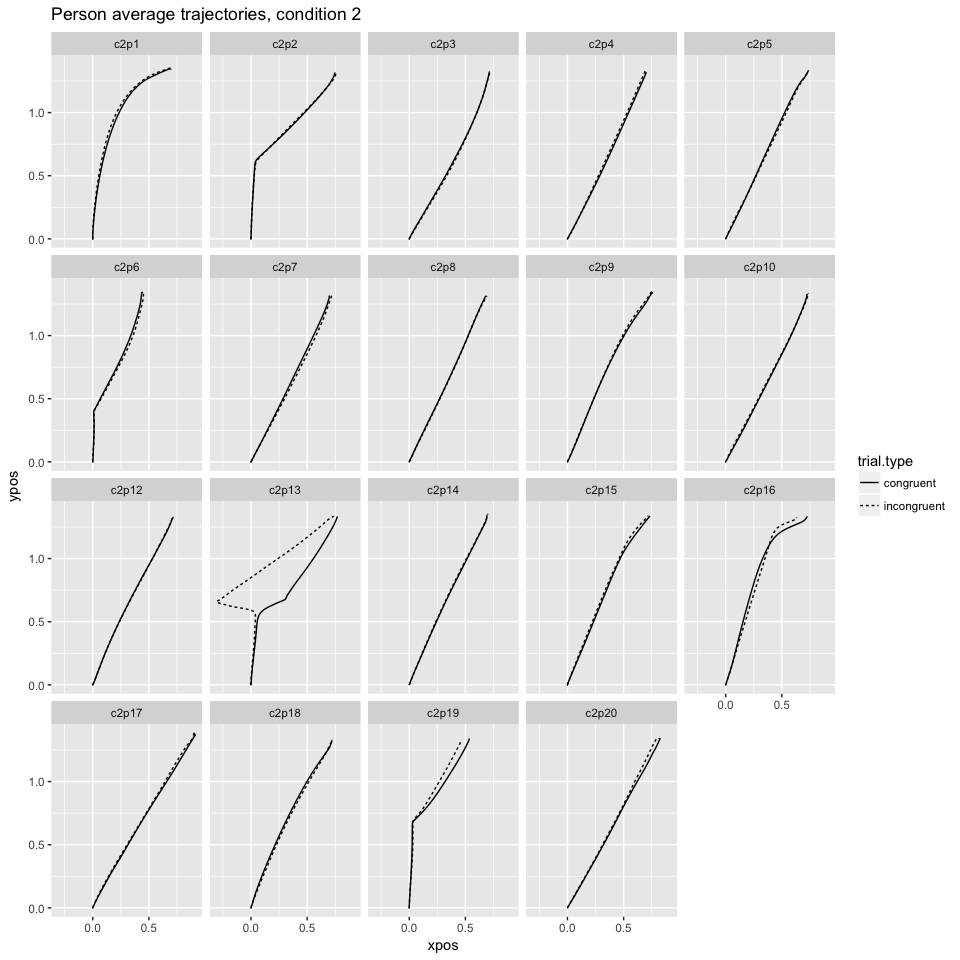 Person average trajectories, condition 2
c2p1 c2p2 c2p3 c2p4 c2p5
1.0
0.5
0.0
c2p6 c2p7 c2p8 c2p9 c2p10
1.0
0.5
0.0
c2p12 c2p13 c2p14 c2p15 c2p16
1.0
0.5
0.0
0.0 0.5
c2p17 c2p18 c2p19 c2p20
1.0
0.5
0.0
0.0 0.5 0.0 0.5 0.0 0.5 0.0 0.5
xpos
ypos
trial.type
congruent
incongruent